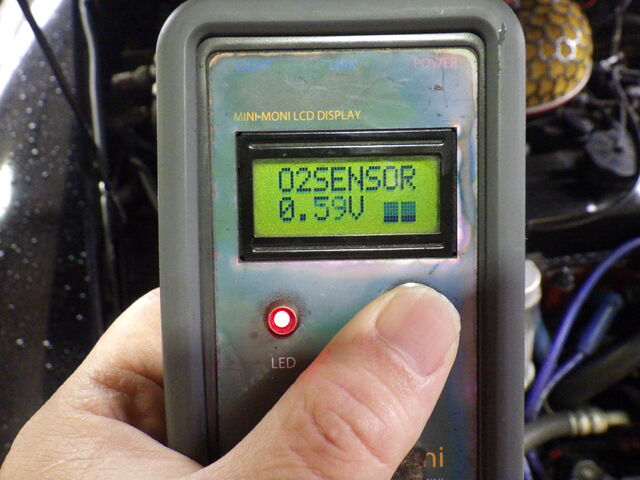 POWER
MINI-MONI LCD DISPLAY
O2SENSOR
0.59V
LED
ni